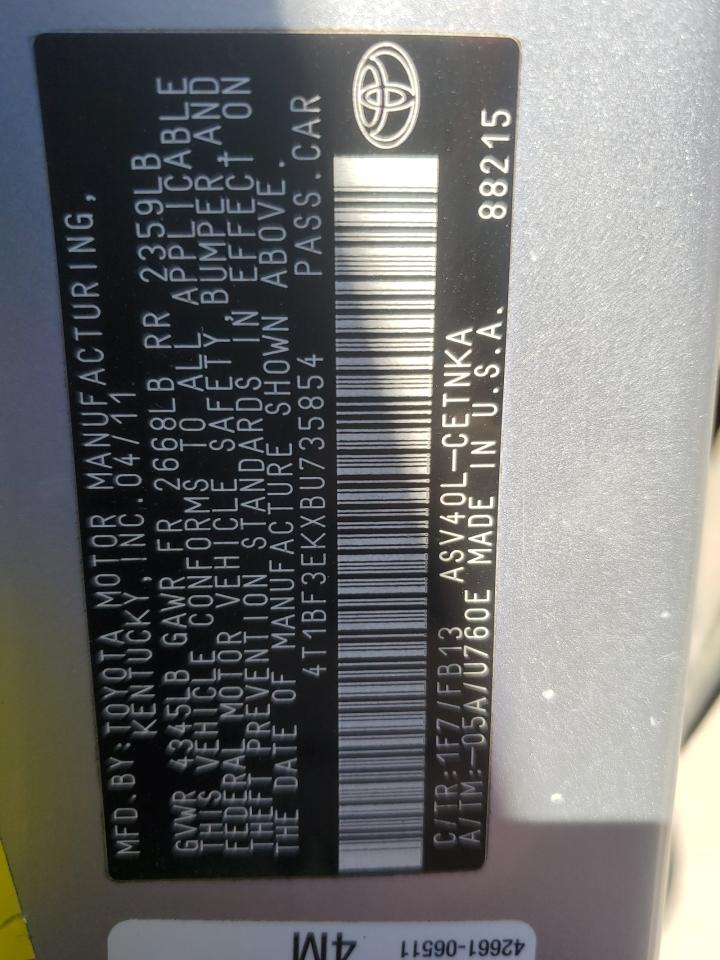 MFD. BY: TOYOTA MOTOR MANUFACTURING,
KENTUCKY, INC. 04/11
GVWR 4345LB GAWR FR 2668LB RR 2359LB
THIS VEHICLE CONFORMS TO ALL APPLICABLE
FEDERAL MOTOR VEHICLE SAFETY, BUMPER AND
THEFT PREVENTION STANDARDS IN EFFECT ON
THE DATE OF MANUFACTURE SHOWN ABOVE.
4T1BF3EKXBU735854 PASS. CAR
C/TR: 1F7/FB13 ASV40L-CETNKA
A/TM: -05A/U760E MADE IN U.S.A. 88215
4M
42661-06511